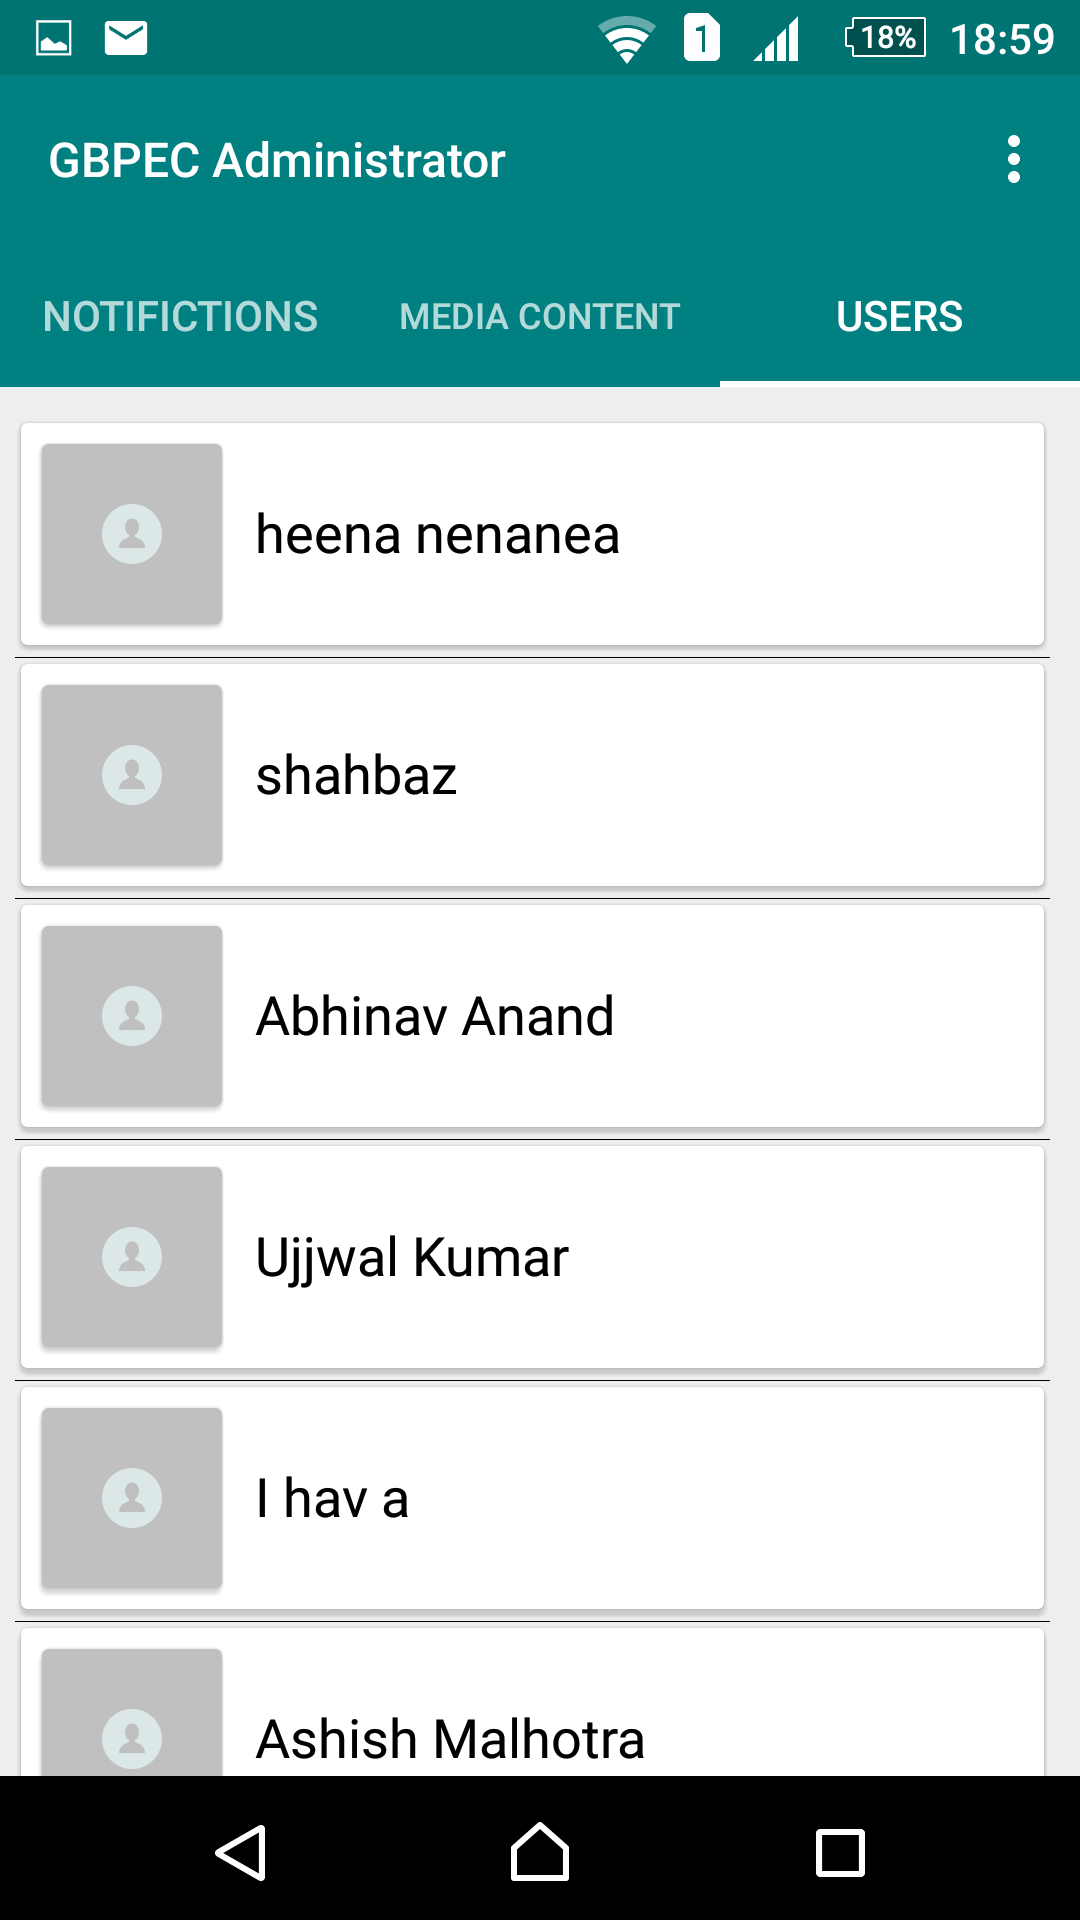 1 18% 18:59
GBPEC Administrator
NOTIFICTIONS MEDIA CONTENT USERS
heena nenanea
shahbaz
Abhinav Anand
Ujjwal Kumar
I hav a
Ashish Malhotra